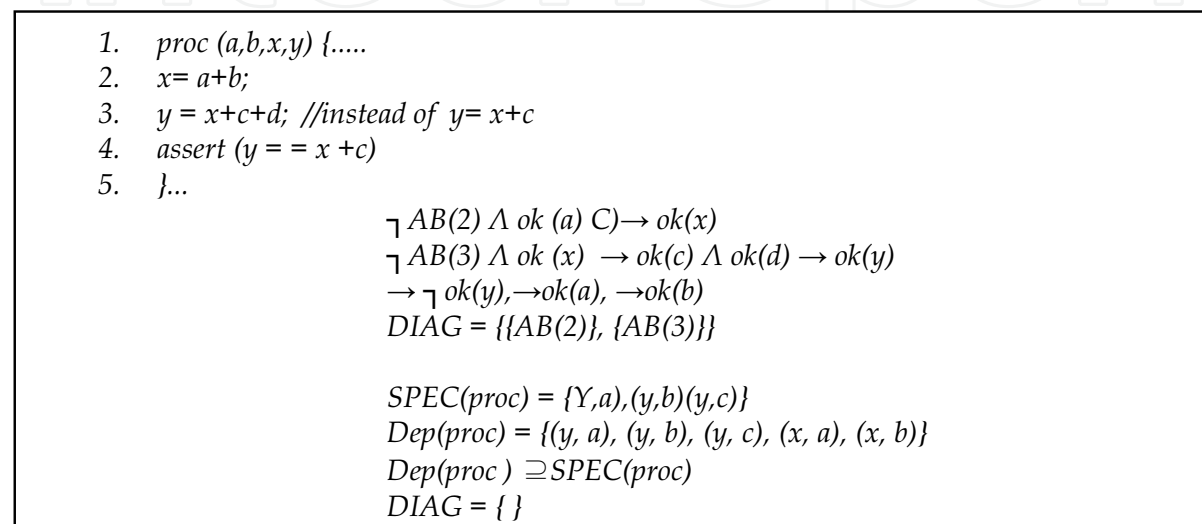 1. proc (a,b,x,y) {.....
2. x= a+b;
3. y = x+c+d; //instead of y= x+c
4. assert (y = = x +c)
5. }...
┓AB(2) Λ ok (a) C)→ ok(x)
┓AB(3) Λ ok (x) → ok(c) Λ ok(d) → ok(y)
→ ┓ok(y),→ok(a), →ok(b)
DIAG = {{AB(2)}, {AB(3)}}
SPEC(proc) = {Y,a),(y,b)(y,c)}
Dep(proc) = {(y, a), (y, b), (y, c), (x, a), (x, b)}
Dep(proc ) ⊇SPEC(proc)
DIAG = { }